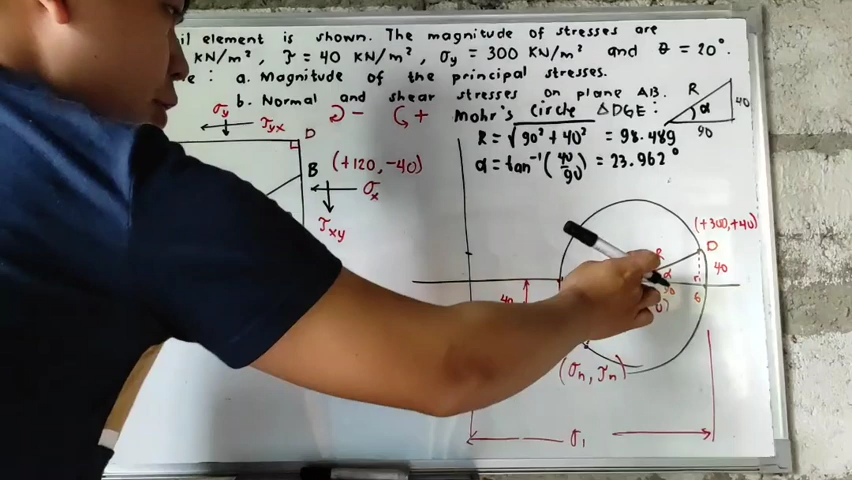 il element is shown. The magnitude of stresses are
KN/m², τ = 40 KN/m², σy = 300 KN/m² and θ = 20°.
: a. Magnitude of the principal stresses.
b. Normal and shear stresses on plane AB.
σy
τyx
D
- +
Mohr's Circle △DGE:
R
α
40
90
R = √90² + 40² = 98.489
α = tan⁻¹ (40/90) = 23.962°
B (+120, -40)
σx
τxy
(+300, +40)
D
R
α
40
90
G
40
(σn, τn)
σ1